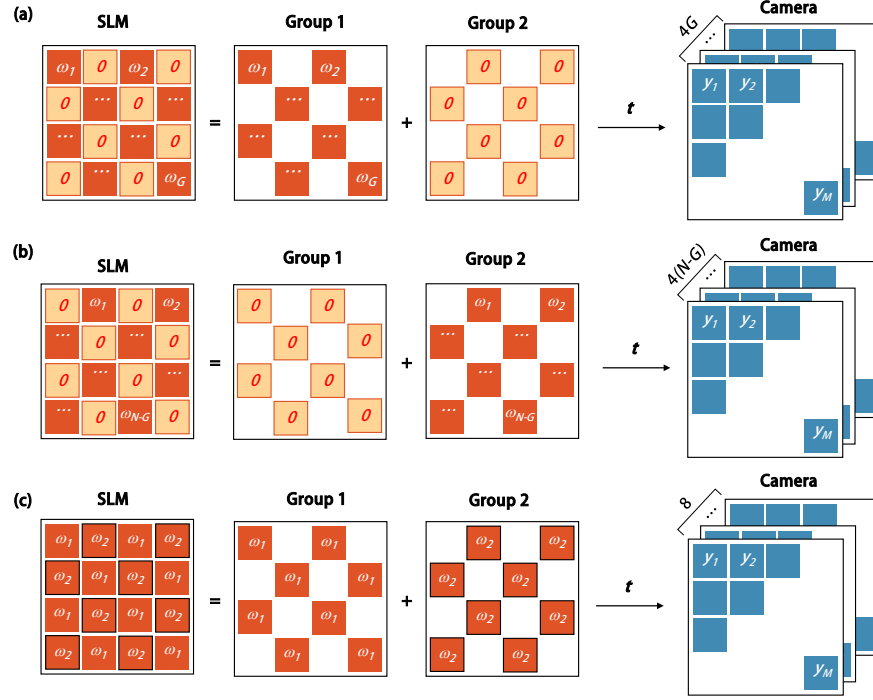 (a)
SLM
Group 1
Group 2
Camera
ω1 0 ω2 0
0 ... 0 ...
... 0 ... 0
0 ... 0 ωG
=
ω1 ω2
... ...
... ...
... ωG
+
0 0
0 0
0 0
0 0
t
4G
...
y1 y2
yM
(b)
SLM
Group 1
Group 2
Camera
0 ω1 0 ω2
... ... 0 0
0 ... 0 ...
... 0 ωN-G 0
=
0 0
0 0
0 0
0 0
+
ω1 ω2
... ...
... ...
... ωN-G
t
4(N-G)
...
y1 y2
yM
(c)
SLM
Group 1
Group 2
Camera
ω1 ω2 ω1 ω2
ω2 ω1 ω2 ω1
ω1 ω2 ω1 ω2
ω2 ω1 ω2 ω1
=
ω1 ω1
ω1 ω1
ω1 ω1
ω1 ω1
+
ω2 ω2
ω2 ω2
ω2 ω2
ω2 ω2
t
8
...
y1 y2
yM